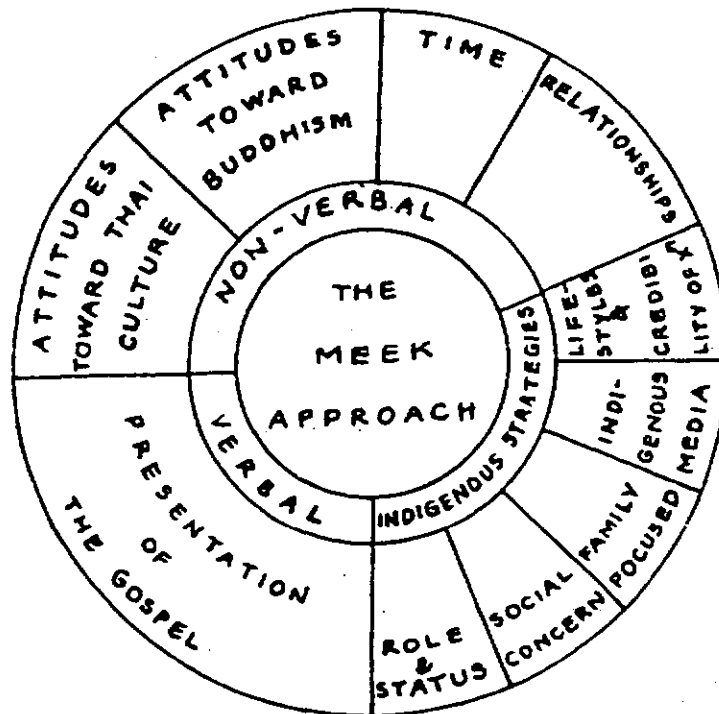 THE
MEEK
APPROACH
NON-VERBAL
VERBAL
INDIGENOUS STRATEGIES
ATTITUDES
TOWARD THAI
CULTURE
ATTITUDES
TOWARD
BUDDHISM
TIME
RELATIONSHIPS
LIFE-
STYLES
&
CREDIBI
LITY OF X^n
INDI-
GENOUS
MEDIA
FAMILY
FOCUSED
SOCIAL
CONCERN
ROLE
&
STATUS
PRESENTATION
OF
THE GOSPEL